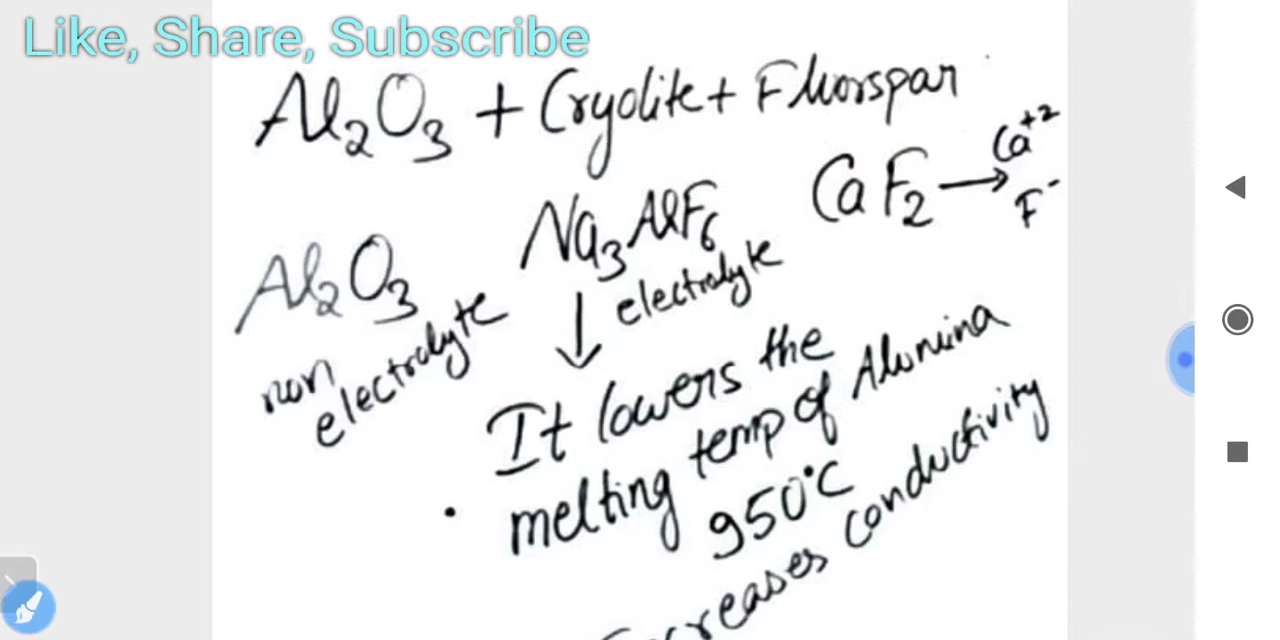 Like, Share, Subscribe
Al2O3 + Cryolite + Fluorspar
Na3AlF6 electrolyte
CaF2 → Ca+2 F-
Al2O3
non electrolyte
↓
It lowers the
melting temp of Alumina
950°C
conductivity